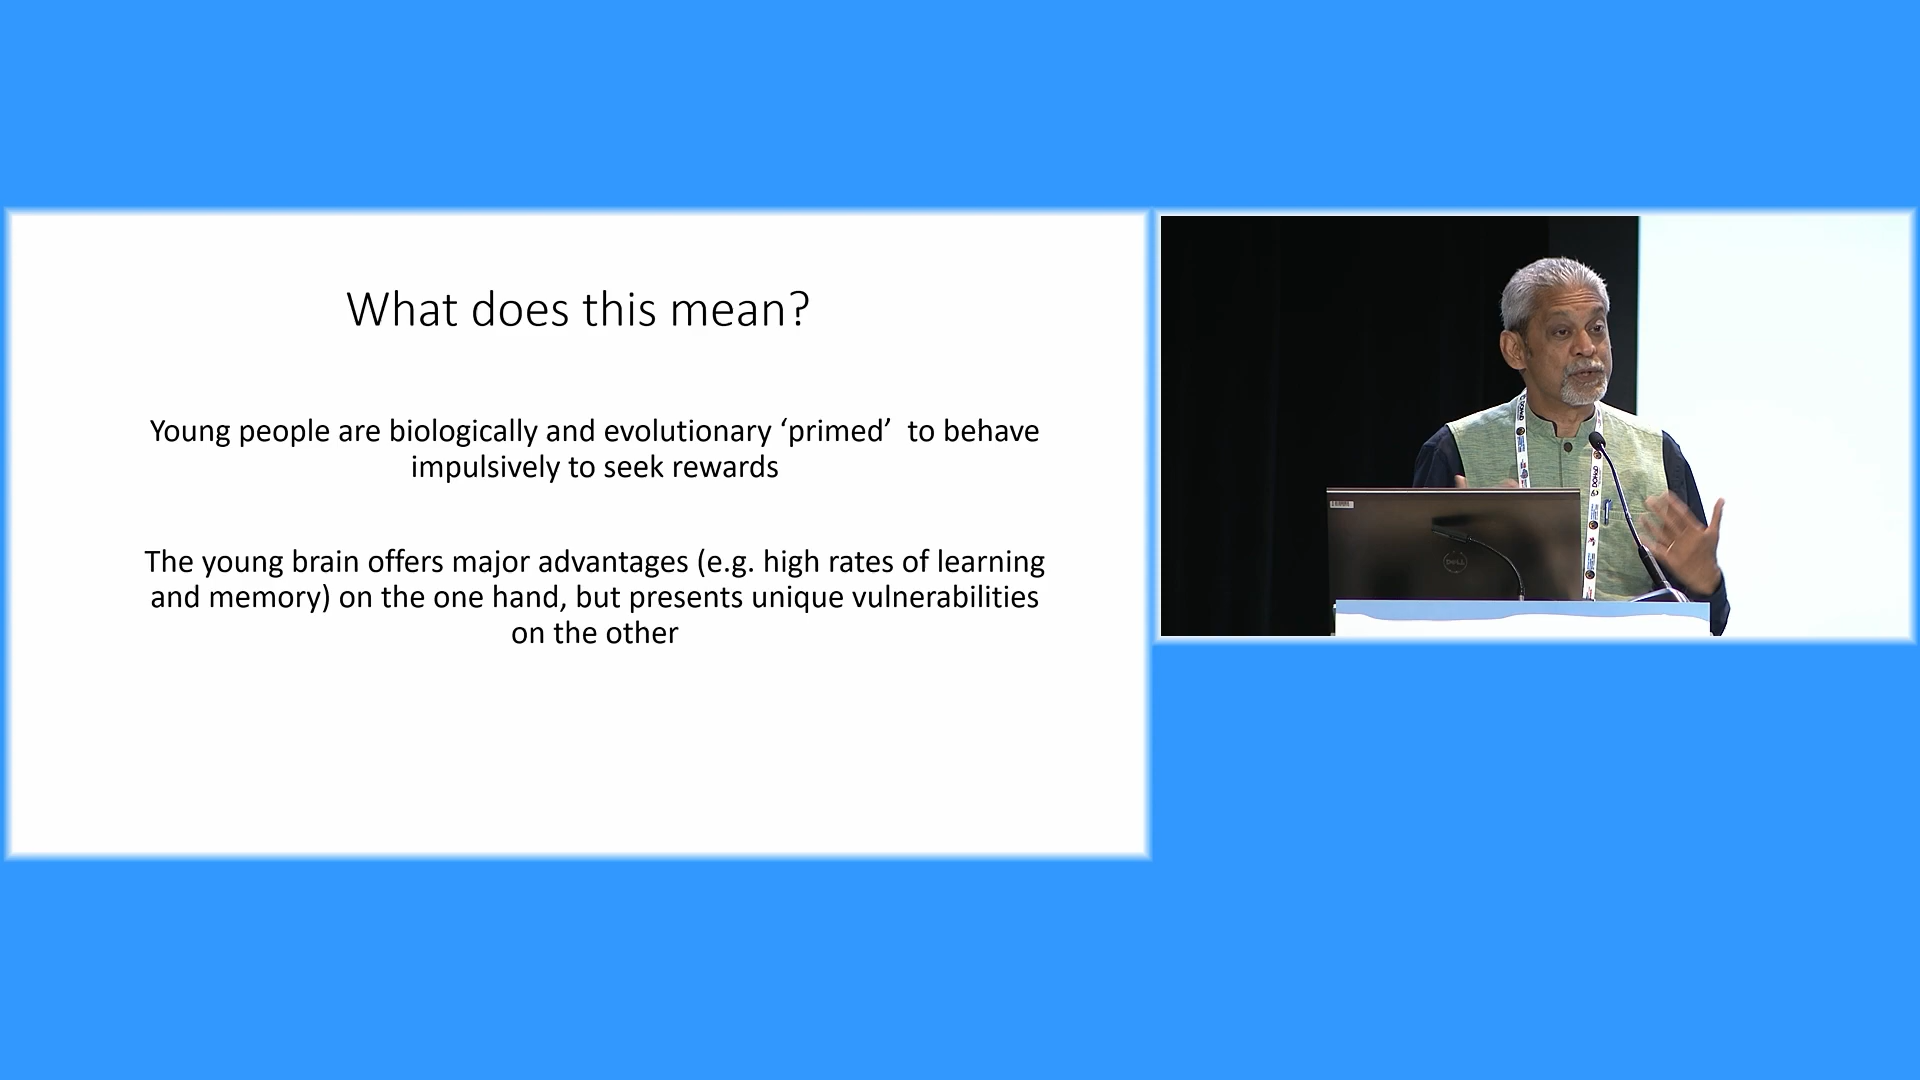 What does this mean?
Young people are biologically and evolutionary ‘primed’  to behave
impulsively to seek rewards
The young brain offers major advantages (e.g. high rates of learning
and memory) on the one hand, but presents unique vulnerabilities
on the other
DELL